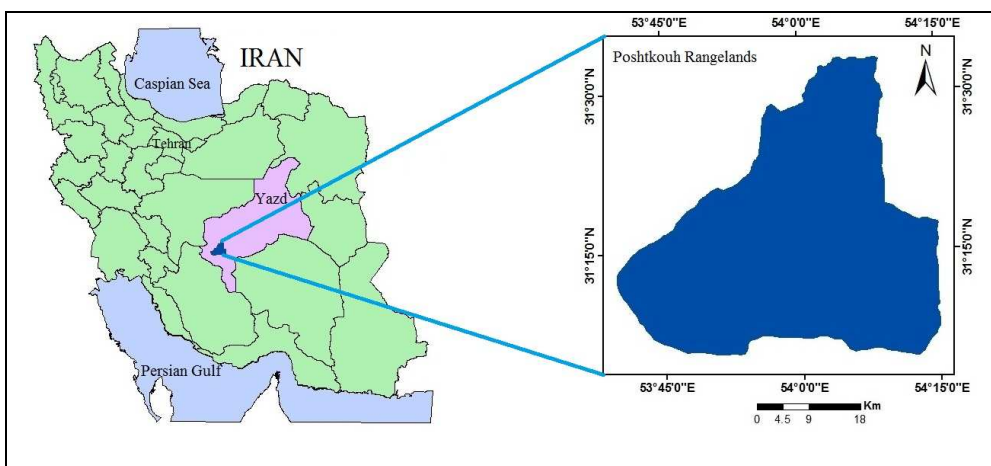 IRAN
Caspian Sea
Tehran
Yazd
Persian Gulf
53°45'0"E 54°0'0"E 54°15'0"E
Poshtkouh Rangelands
N
31°30'0"N 31°30'0"N
31°15'0"N 31°15'0"N
53°45'0"E 54°0'0"E 54°15'0"E
Km
0 4.5 9 18